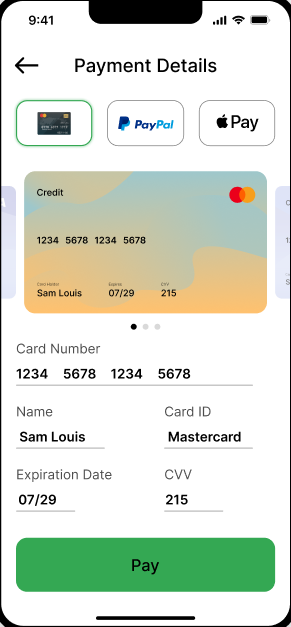 9:41
Payment Details
PayPal
Pay
Credit
1234 5678 1234 5678
Card Holder Expires CVV
Sam Louis 07/29 215
Card Number
1234 5678 1234 5678
Name Card ID
Sam Louis Mastercard
Expiration Date CVV
07/29 215
Pay